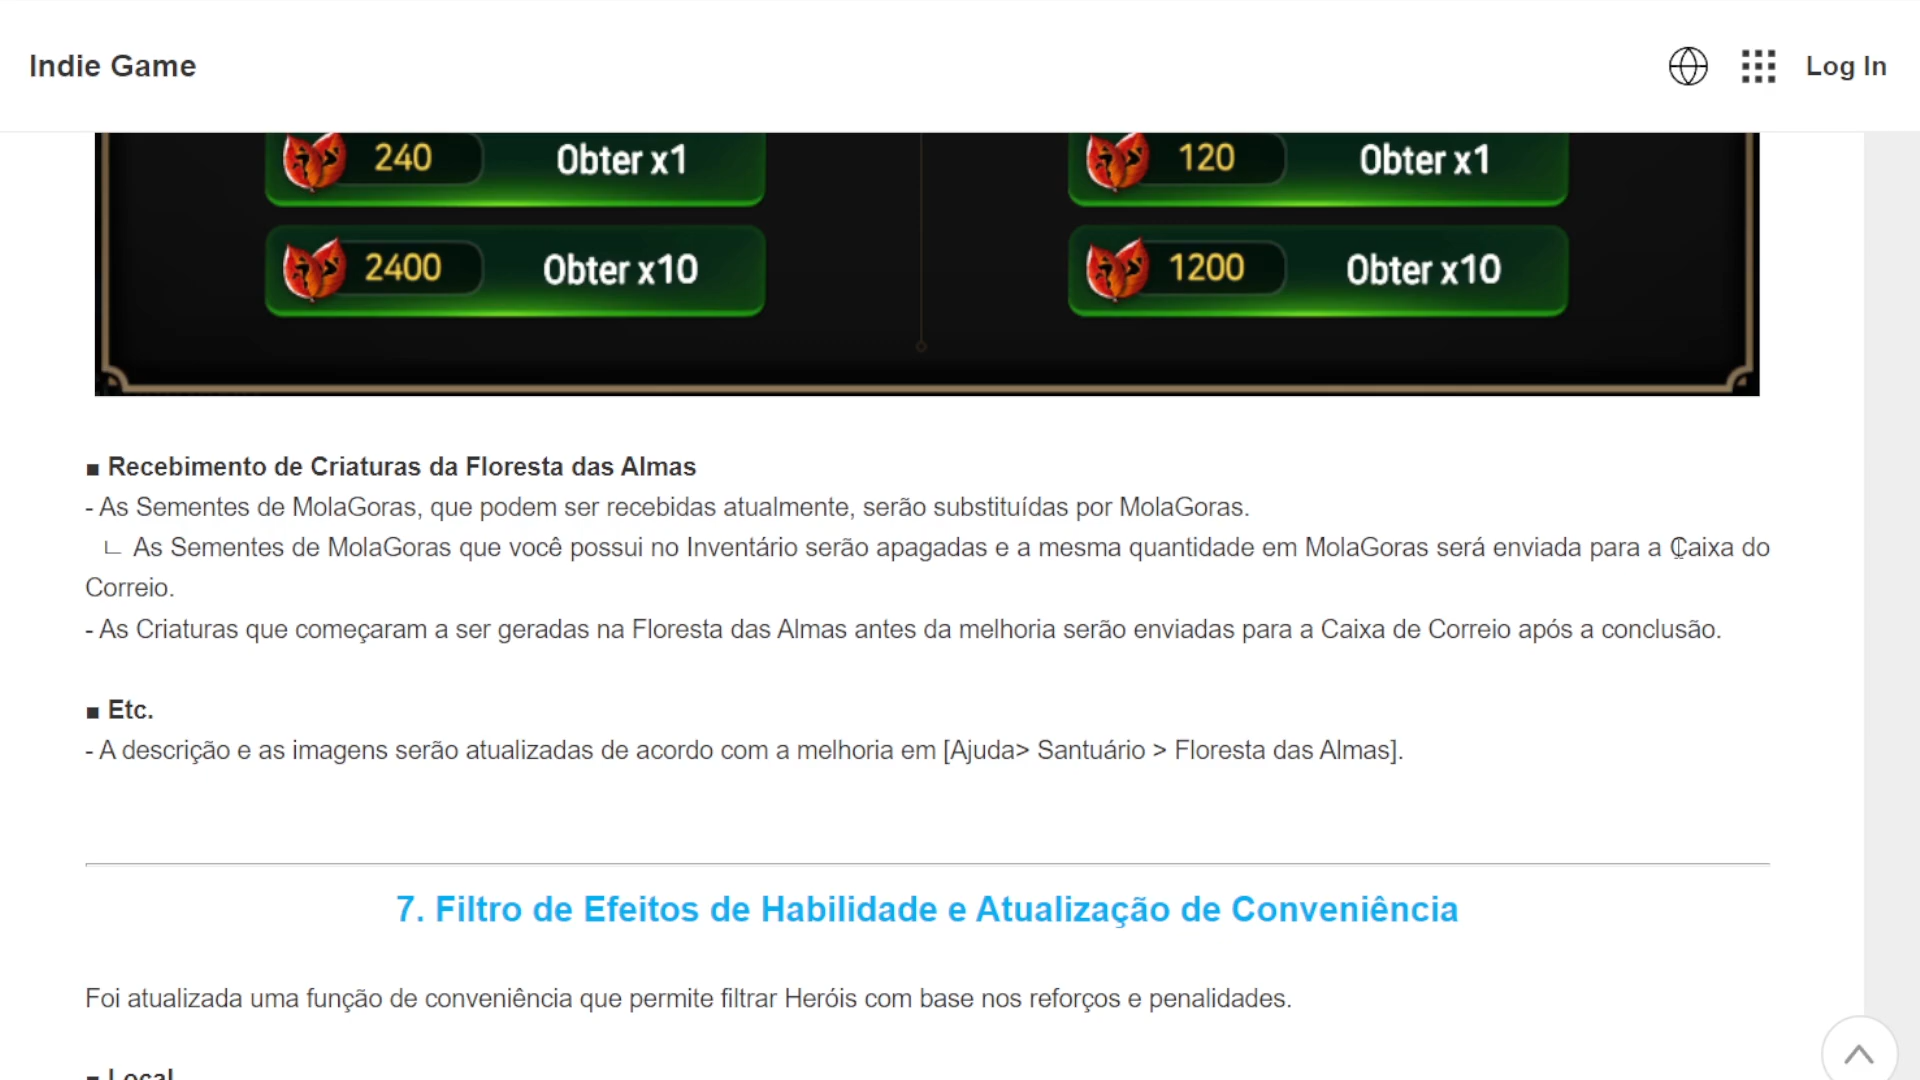 Indie Game
Log In
240 Obter x1
120 Obter x1
2400 Obter x10
1200 Obter x10
■ Recebimento de Criaturas da Floresta das Almas
- As Sementes de MolaGoras, que podem ser recebidas atualmente, serão substituídas por MolaGoras.
ㄴ As Sementes de MolaGoras que você possui no Inventário serão apagadas e a mesma quantidade em MolaGoras será enviada para a Caixa do
Correio.
- As Criaturas que começaram a ser geradas na Floresta das Almas antes da melhoria serão enviadas para a Caixa de Correio após a conclusão.
■ Etc.
- A descrição e as imagens serão atualizadas de acordo com a melhoria em [Ajuda> Santuário > Floresta das Almas].
7. Filtro de Efeitos de Habilidade e Atualização de Conveniência
Foi atualizada uma função de conveniência que permite filtrar Heróis com base nos reforços e penalidades.
■ Local